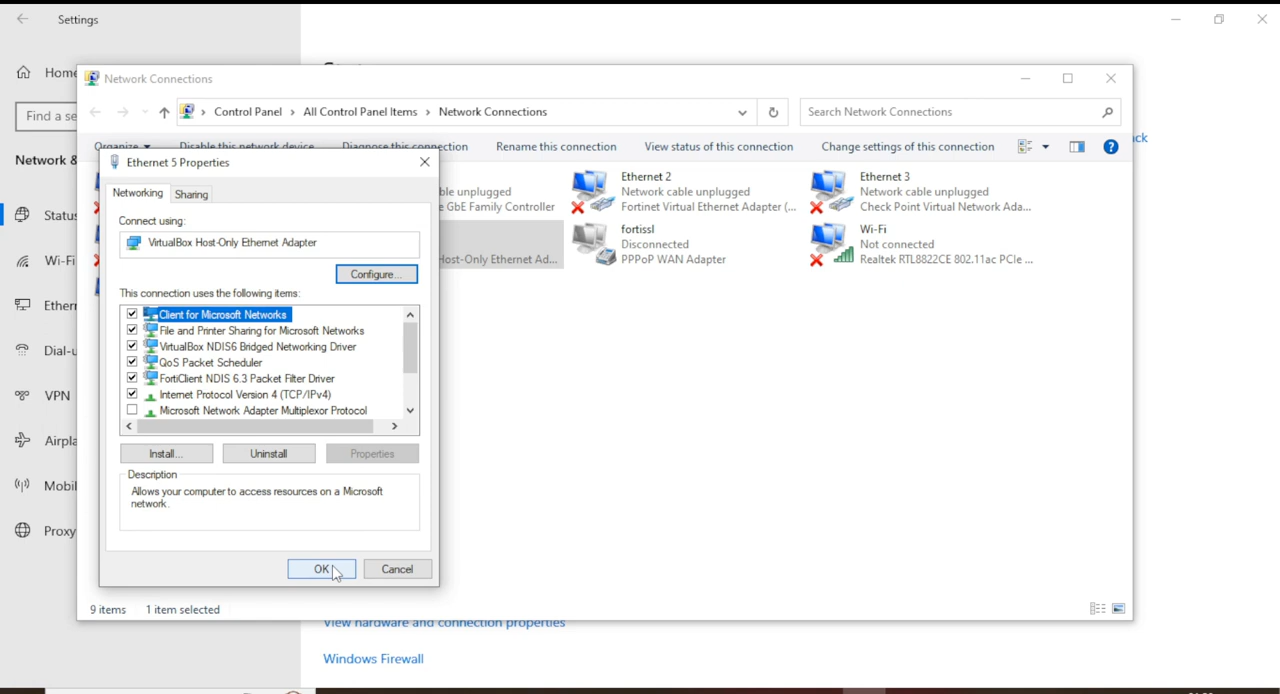 Settings
Home
Find a se
Network &
Status
Wi-Fi
Ethern
Dial-u
VPN
Airpla
Mobil
Proxy
Network Connections
Control Panel > All Control Panel Items > Network Connections
Search Network Connections
Organize
Disable this network device
Diagnose this connection
Rename this connection
View status of this connection
Change settings of this connection
ck
ble unplugged
e GbE Family Controller
Host-Only Ethernet Ad...
Ethernet 2
Network cable unplugged
Fortinet Virtual Ethernet Adapter (...
fortissl
Disconnected
PPPoP WAN Adapter
Ethernet 3
Network cable unplugged
Check Point Virtual Network Ada...
Wi-Fi
Not connected
Realtek RTL8822CE 802.11ac PCIe ...
Ethernet 5 Properties
Networking
Sharing
Connect using:
VirtualBox Host-Only Ethernet Adapter
Configure...
This connection uses the following items:
Client for Microsoft Networks
File and Printer Sharing for Microsoft Networks
VirtualBox NDIS6 Bridged Networking Driver
QoS Packet Scheduler
FortiClient NDIS 6.3 Packet Filter Driver
Internet Protocol Version 4 (TCP/IPv4)
Microsoft Network Adapter Multiplexor Protocol
Install...
Uninstall
Properties
Description
Allows your computer to access resources on a Microsoft
network.
OK
Cancel
9 items
1 item selected
View hardware and connection properties
Windows Firewall